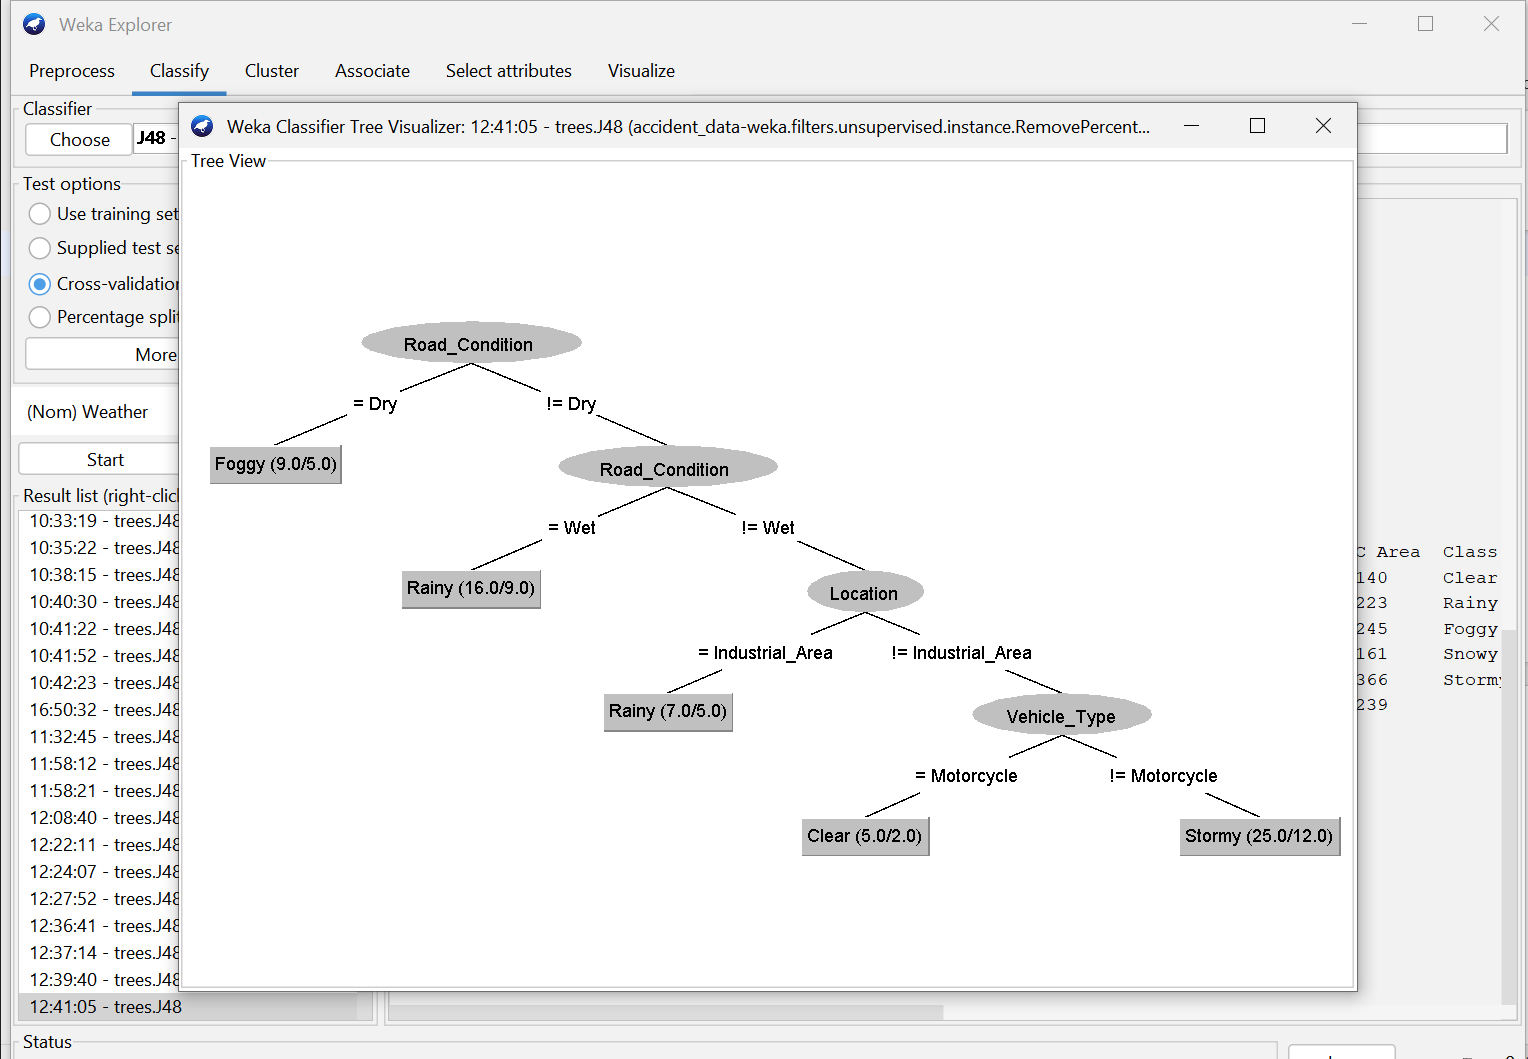 Weka Explorer
Preprocess Classify Cluster Associate Select attributes Visualize
Classifier
Choose J48 -
Weka Classifier Tree Visualizer: 12:41:05 - trees.J48 (accident_data-weka.filters.unsupervised.instance.RemovePercent...
Tree View
Test options
Use training set
Supplied test se
Cross-validation
Percentage split
More
(Nom) Weather
Start
Result list (right-clic
10:33:19 - trees.J48
10:35:22 - trees.J48
10:38:15 - trees.J48
10:40:30 - trees.J48
10:41:22 - trees.J48
10:41:52 - trees.J48
10:42:23 - trees.J48
16:50:32 - trees.J48
11:32:45 - trees.J48
11:58:12 - trees.J48
11:58:21 - trees.J48
12:08:40 - trees.J48
12:22:11 - trees.J48
12:24:07 - trees.J48
12:27:52 - trees.J48
12:36:41 - trees.J48
12:37:14 - trees.J48
12:39:40 - trees.J48
12:41:05 - trees.J48
Status
Road_Condition
= Dry != Dry
Foggy (9.0/5.0)
Road_Condition
= Wet != Wet
Rainy (16.0/9.0)
Location
= Industrial_Area != Industrial_Area
Rainy (7.0/5.0)
Vehicle_Type
= Motorcycle != Motorcycle
Clear (5.0/2.0) Stormy (25.0/12.0)
C Area Class
140 Clear
223 Rainy
245 Foggy
161 Snowy
366 Stormy
239